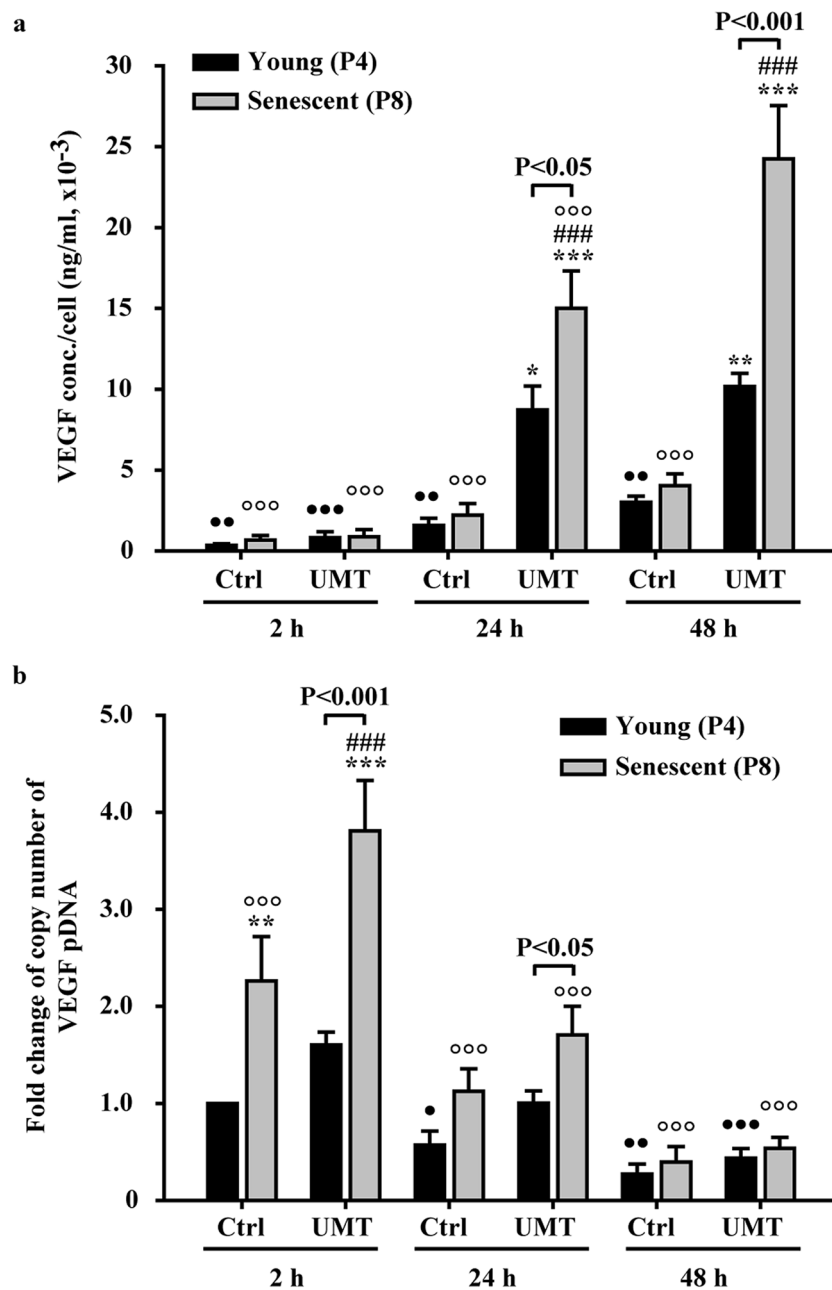 a
Young (P4)
Senescent (P8)
VEGF conc./cell (ng/ml, x10-3)
30
25
20
15
10
5
0
P<0.05
P<0.001
°°°
###
***
###
***
*
**
●● °°° ●●● °°° ●● °°° ●● °°°
Ctrl UMT Ctrl UMT Ctrl UMT
2 h 24 h 48 h
b
Young (P4)
Senescent (P8)
Fold change of copy number of
VEGF pDNA
5.0
4.0
3.0
2.0
1.0
0
P<0.001
###
***
°°°
**
P<0.05
°°°
● °°°
●● °°° ●●● °°°
Ctrl UMT Ctrl UMT Ctrl UMT
2 h 24 h 48 h